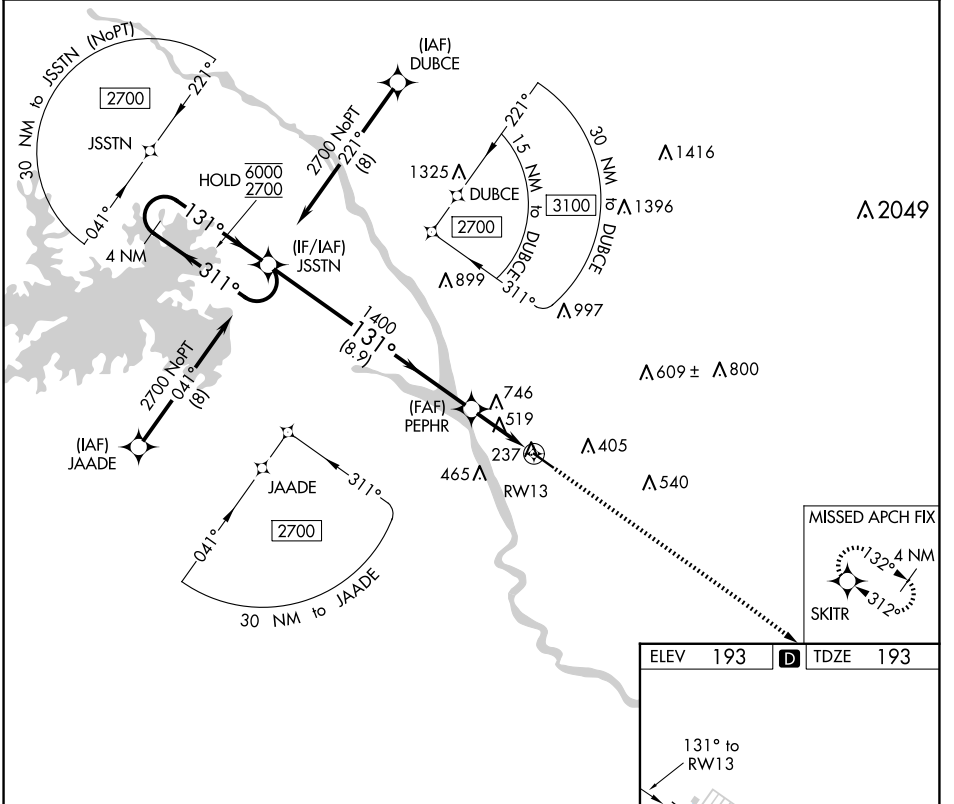 30 NM to JSSTN (NoPT)
221°
2700
JSSTN
041°
(IAF)
DUBCE
2700 NoPT
221°
(8)
HOLD 6000
2700
131°
4 NM
311°
(IF/IAF)
JSSTN
221°
15 NM to DUBCE
30 NM to DUBCE
1325
DUBCE
2700
3100
311°
899
997
1416
1396
2049
1400
131°
(8.9)
2700 NoPT
041°
(8)
(IAF)
JAADE
(FAF)
PEPHR
746
519
237
RW13
465
609 ±
800
405
540
JAADE
311°
041°
2700
30 NM to JAADE
MISSED APCH FIX
132°
4 NM
312°
SKITR
ELEV 193
D
TDZE 193
131° to
RW13